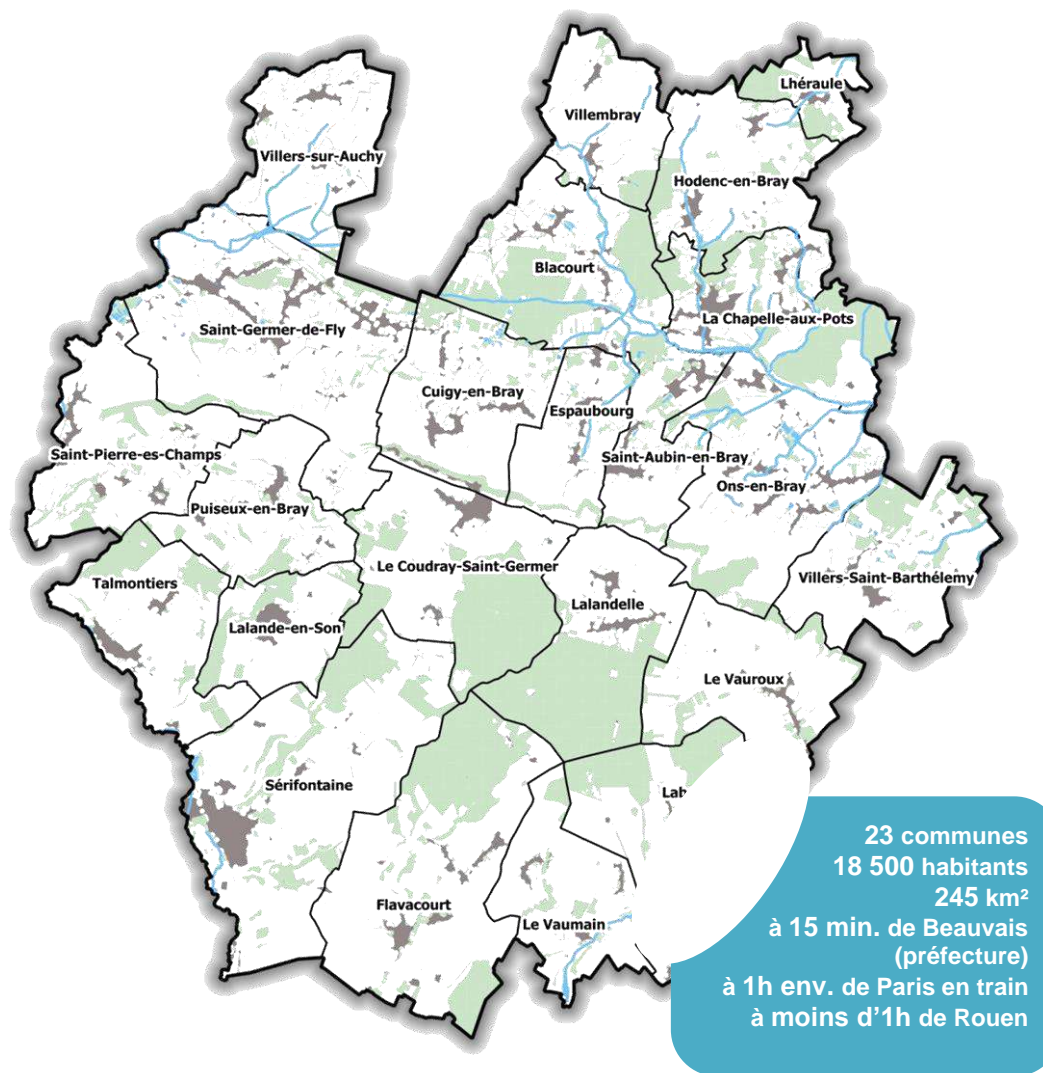 Lhéraule
Villembray
Villers-sur-Auchy
Hodenc-en-Bray
Blacourt
La Chapelle-aux-Pots
Saint-Germer-de-Fly
Cuigy-en-Bray
Espaubourg
Saint-Pierre-es-Champs
Saint-Aubin-en-Bray
Ons-en-Bray
Puiseux-en-Bray
Le Coudray-Saint-Germer
Villers-Saint-Barthélemy
Talmontiers
Lalandelle
Lalande-en-Son
Le Vauroux
Sérifontaine
Lab
Flavacourt
Le Vaumain
23 communes
18 500 habitants
245 km²
à 15 min. de Beauvais
(préfecture)
à 1h env. de Paris en train
à moins d'1h de Rouen